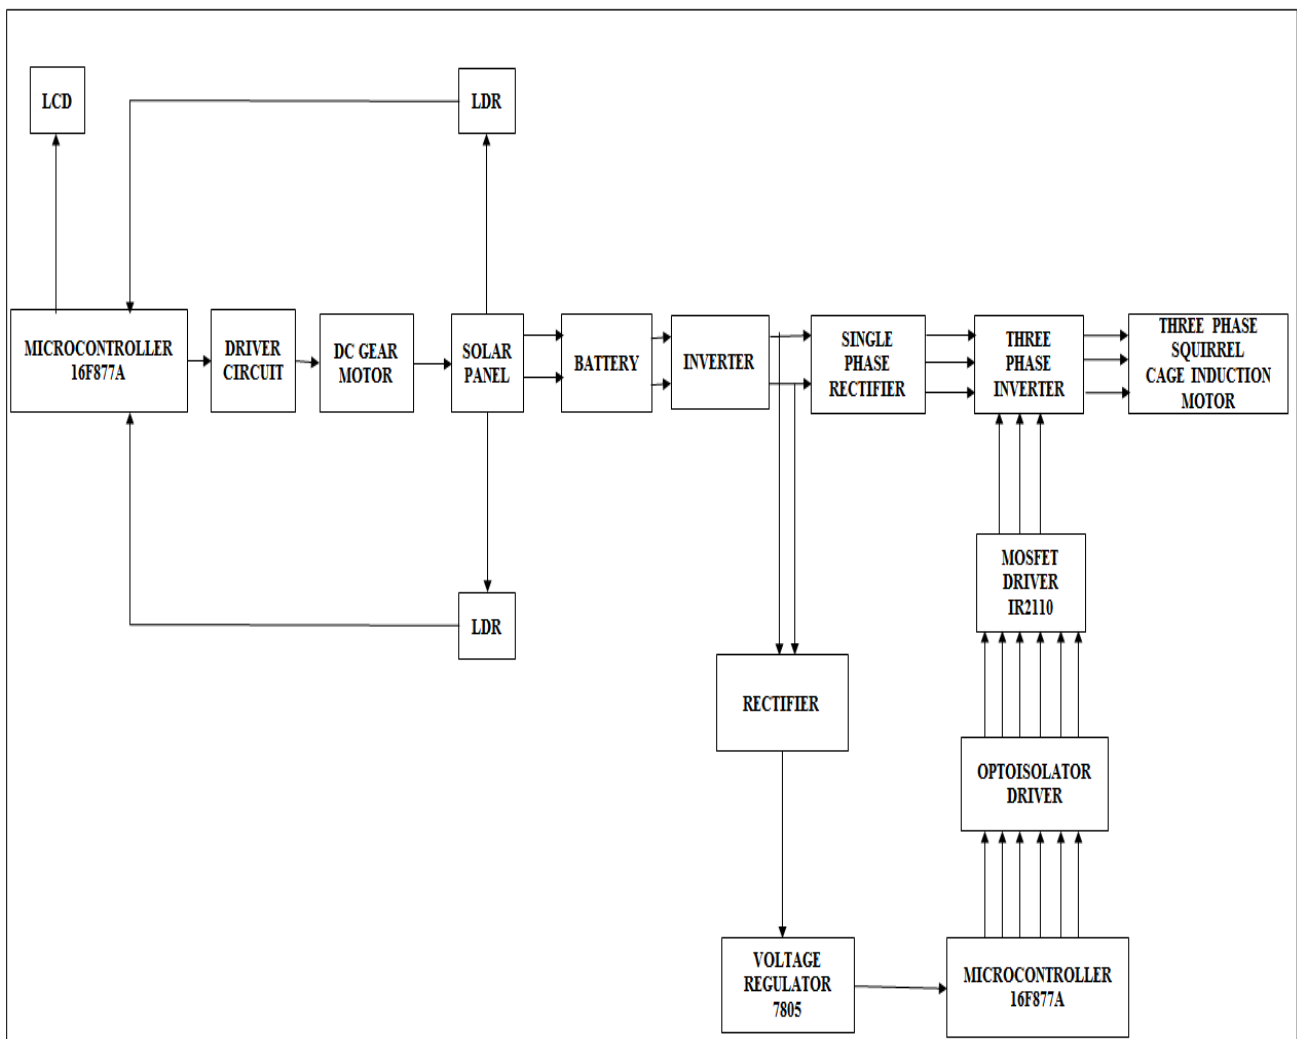 LCD
LDR
MICROCONTROLLER
16F877A
DRIVER
CIRCUIT
DC GEAR
MOTOR
SOLAR
PANEL
BATTERY
INVERTER
SINGLE
PHASE
RECTIFIER
THREE
PHASE
INVERTER
THREE PHASE
SQUIRREL
CAGE INDUCTION
MOTOR
MOSFET
DRIVER
IR2110
LDR
RECTIFIER
OPTOISOLATOR
DRIVER
VOLTAGE
REGULATOR
7805
MICROCONTROLLER
16F877A